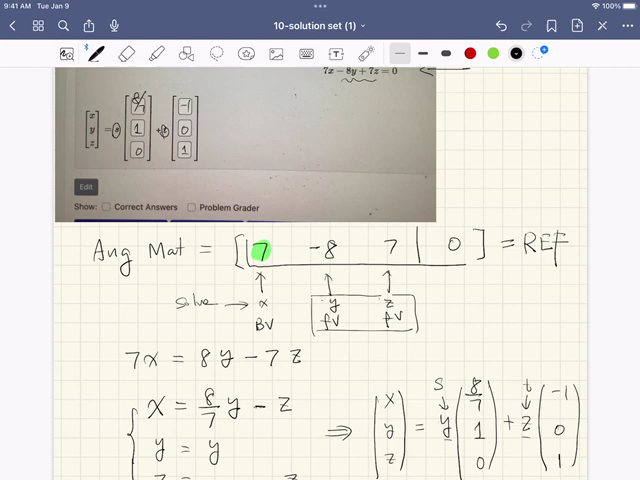 9:41 AM Tue Jan 9
100%
10-solution set (1)
7x − 8y + 7z = 0
[x y z] = s [8/7 1 0] + t [-1 0 1]
Edit
Show: Correct Answers Problem Grader
Aug Mat = [ 7 -8 7 | 0 ] = REF
solve → x y z
BV fV fV
7x = 8y - 7z
x = 8/7 y - z
y = y
s t
⇒ (x y z) = y (8/7 1 0) + z (-1 0 1)